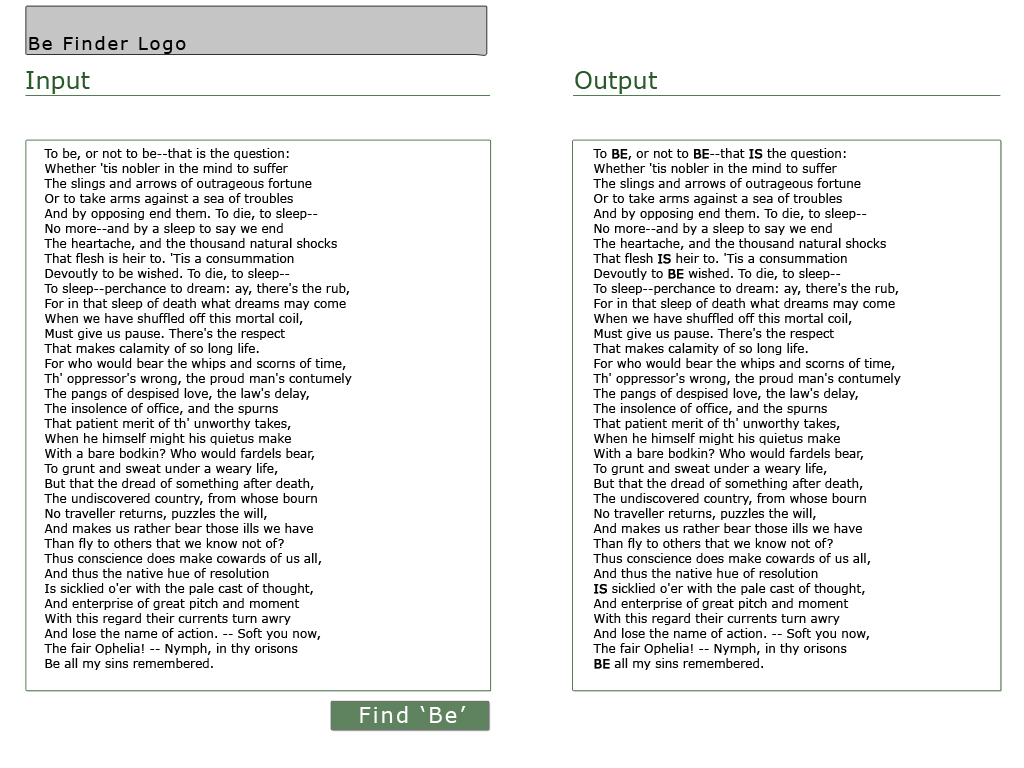 Be Finder Logo
Input
To be, or not to be--that is the question:
Whether 'tis nobler in the mind to suffer
The slings and arrows of outrageous fortune
Or to take arms against a sea of troubles
And by opposing end them. To die, to sleep--
No more--and by a sleep to say we end
The heartache, and the thousand natural shocks
That flesh is heir to. 'Tis a consummation
Devoutly to be wished. To die, to sleep--
To sleep--perchance to dream: ay, there's the rub,
For in that sleep of death what dreams may come
When we have shuffled off this mortal coil,
Must give us pause. There's the respect
That makes calamity of so long life.
For who would bear the whips and scorns of time,
Th' oppressor's wrong, the proud man's contumely
The pangs of despised love, the law's delay,
The insolence of office, and the spurns
That patient merit of th' unworthy takes,
When he himself might his quietus make
With a bare bodkin? Who would fardels bear,
To grunt and sweat under a weary life,
But that the dread of something after death,
The undiscovered country, from whose bourn
No traveller returns, puzzles the will,
And makes us rather bear those ills we have
Than fly to others that we know not of?
Thus conscience does make cowards of us all,
And thus the native hue of resolution
Is sicklied o'er with the pale cast of thought,
And enterprise of great pitch and moment
With this regard their currents turn awry
And lose the name of action. -- Soft you now,
The fair Ophelia! -- Nymph, in thy orisons
Be all my sins remembered.
Find ‘Be’
Output
To BE, or not to BE--that IS the question:
Whether 'tis nobler in the mind to suffer
The slings and arrows of outrageous fortune
Or to take arms against a sea of troubles
And by opposing end them. To die, to sleep--
No more--and by a sleep to say we end
The heartache, and the thousand natural shocks
That flesh IS heir to. 'Tis a consummation
Devoutly to BE wished. To die, to sleep--
To sleep--perchance to dream: ay, there's the rub,
For in that sleep of death what dreams may come
When we have shuffled off this mortal coil,
Must give us pause. There's the respect
That makes calamity of so long life.
For who would bear the whips and scorns of time,
Th' oppressor's wrong, the proud man's contumely
The pangs of despised love, the law's delay,
The insolence of office, and the spurns
That patient merit of th' unworthy takes,
When he himself might his quietus make
With a bare bodkin? Who would fardels bear,
To grunt and sweat under a weary life,
But that the dread of something after death,
The undiscovered country, from whose bourn
No traveller returns, puzzles the will,
And makes us rather bear those ills we have
Than fly to others that we know not of?
Thus conscience does make cowards of us all,
And thus the native hue of resolution
IS sicklied o'er with the pale cast of thought,
And enterprise of great pitch and moment
With this regard their currents turn awry
And lose the name of action. -- Soft you now,
The fair Ophelia! -- Nymph, in thy orisons
BE all my sins remembered.